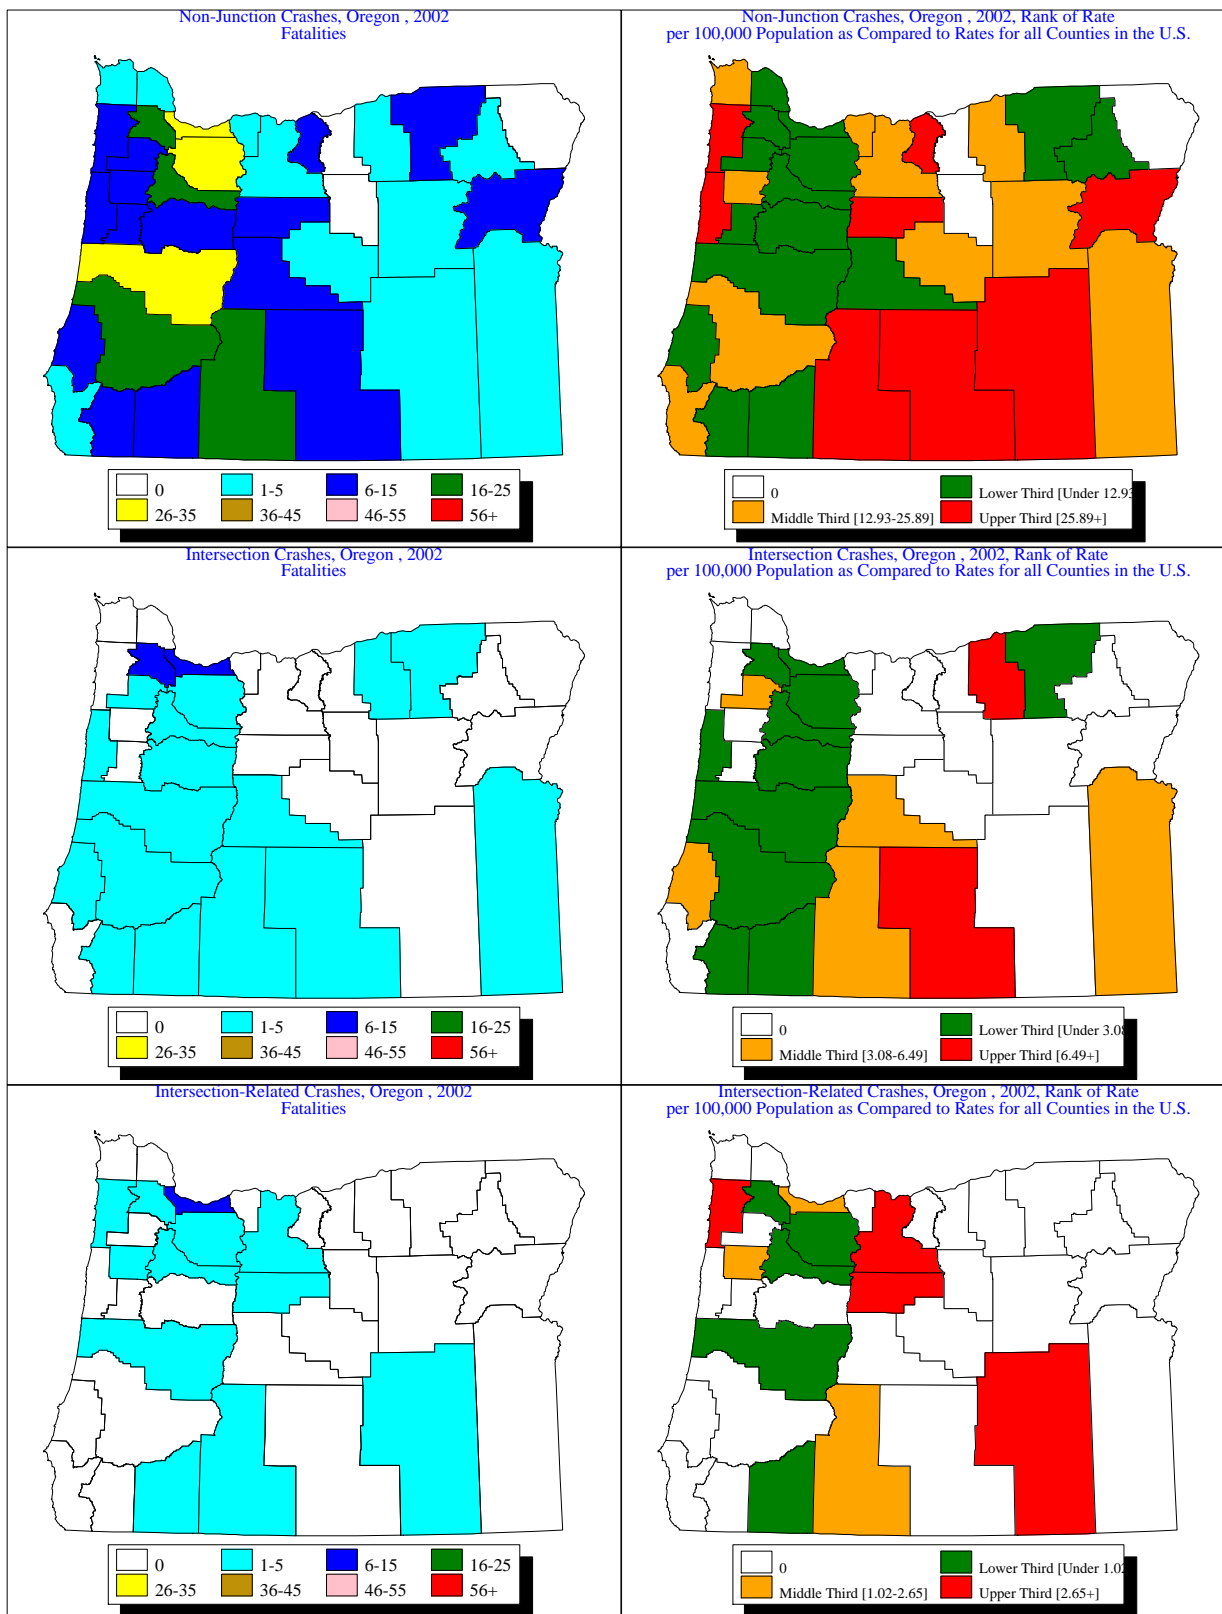 Non-Junction Crashes, Oregon , 2002
Fatalities
0
1-5
6-15
16-25
26-35
36-45
46-55
56+
Non-Junction Crashes, Oregon , 2002, Rank of Rate
per 100,000 Population as Compared to Rates for all Counties in the U.S.
0
Lower Third [Under 12.93
Middle Third [12.93-25.89]
Upper Third [25.89+]
Intersection Crashes, Oregon , 2002
Fatalities
0
1-5
6-15
16-25
26-35
36-45
46-55
56+
Intersection Crashes, Oregon , 2002, Rank of Rate
per 100,000 Population as Compared to Rates for all Counties in the U.S.
0
Lower Third [Under 3.08
Middle Third [3.08-6.49]
Upper Third [6.49+]
Intersection-Related Crashes, Oregon , 2002
Fatalities
0
1-5
6-15
16-25
26-35
36-45
46-55
56+
Intersection-Related Crashes, Oregon , 2002, Rank of Rate
per 100,000 Population as Compared to Rates for all Counties in the U.S.
0
Lower Third [Under 1.02
Middle Third [1.02-2.65]
Upper Third [2.65+]